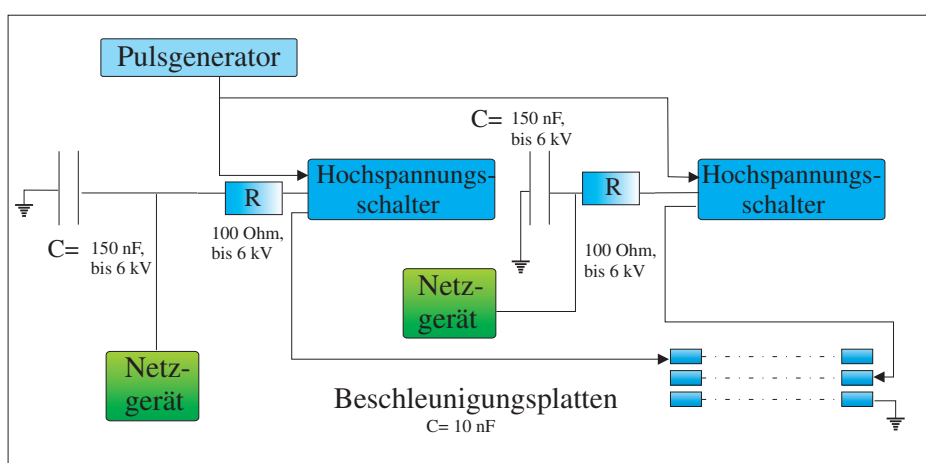 Pulsgenerator
C= 150 nF,
bis 6 kV
R
Hochspannungs-
schalter
R
Hochspannungs-
schalter
C= 150 nF,
bis 6 kV
100 Ohm,
bis 6 kV
100 Ohm,
bis 6 kV
Netz-
gerät
Netz-
gerät
Beschleunigungsplatten
C= 10 nF